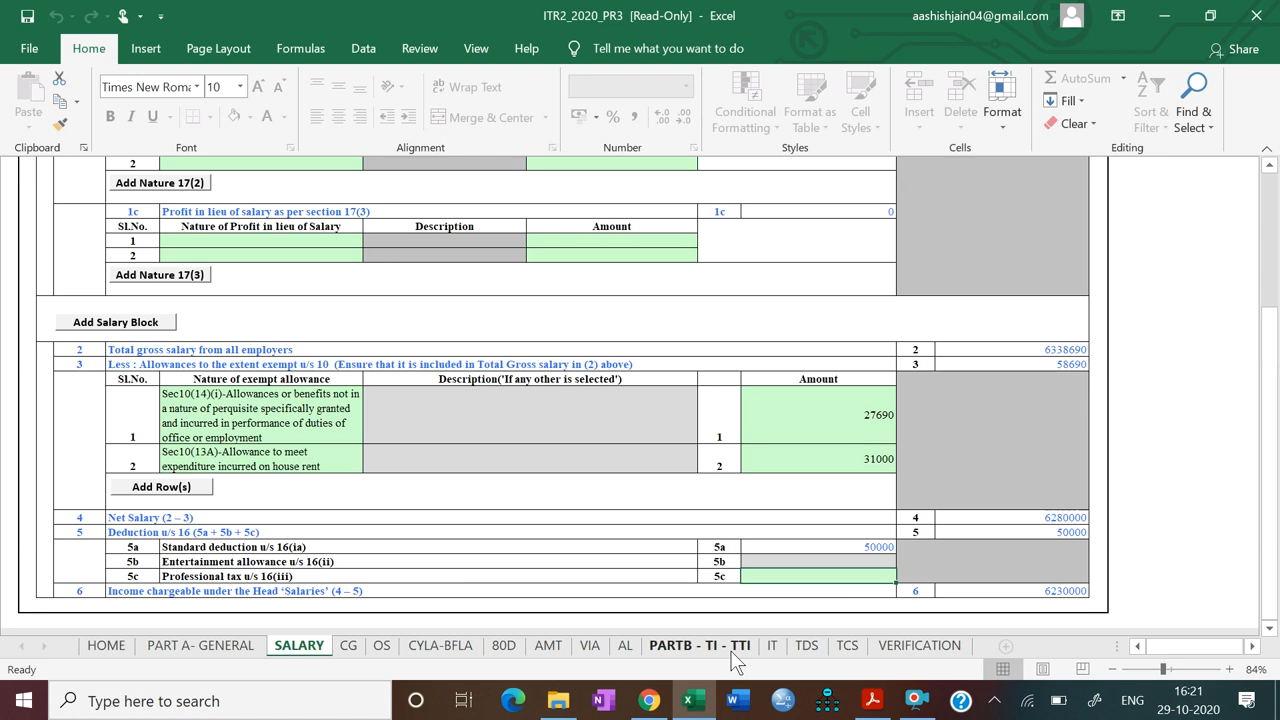 ITR2_2020_PR3 [Read-Only] - Excel
aashishjain04@gmail.com
File Home Insert Page Layout Formulas Data Review View Help Tell me what you want to do Share
Paste
Clipboard
Times New Roma 10
B I U
Font
Wrap Text
Merge & Center
Alignment
Number
Conditional Formatting
Format as Table
Cell Styles
Styles
Insert Delete Format
Cells
AutoSum
Fill
Clear
Sort & Filter
Find & Select
Editing
2
Add Nature 17(2)
1c Profit in lieu of salary as per section 17(3) 1c 0
Sl.No. Nature of Profit in lieu of Salary Description Amount
1
2
Add Nature 17(3)
Add Salary Block
2 Total gross salary from all employers 2 6338690
3 Less : Allowances to the extent exempt u/s 10 (Ensure that it is included in Total Gross salary in (2) above) 3 58690
Sl.No. Nature of exempt allowance Description('If any other is selected') Amount
Sec10(14)(i)-Allowances or benefits not in
a nature of perquisite specifically granted
and incurred in performance of duties of 27690
1 office or employment 1
Sec10(13A)-Allowance to meet 31000
2 expenditure incurred on house rent 2
Add Row(s)
4 Net Salary (2 – 3) 4 6280000
5 Deduction u/s 16 (5a + 5b + 5c) 5 50000
5a Standard deduction u/s 16(ia) 5a 50000
5b Entertainment allowance u/s 16(ii) 5b
5c Professional tax u/s 16(iii) 5c
6 Income chargeable under the Head ‘Salaries’ (4 – 5) 6 6230000
HOME PART A- GENERAL SALARY CG OS CYLA-BFLA 80D AMT VIA AL PARTB - TI - TTI IT TDS TCS VERIFICATION
Ready 84%
Type here to search
ENG
16:21
29-10-2020